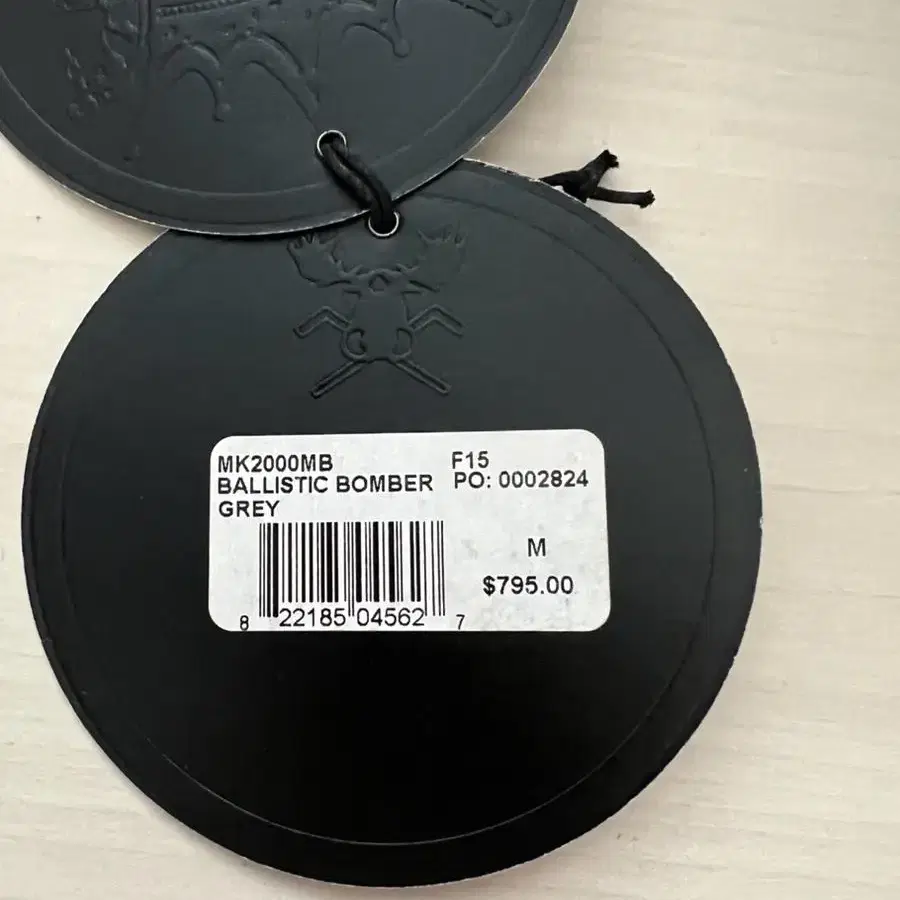 MK2000MB F15
BALLISTIC BOMBER PO: 0002824
GREY
M
$795.00
8 22185 04562 7